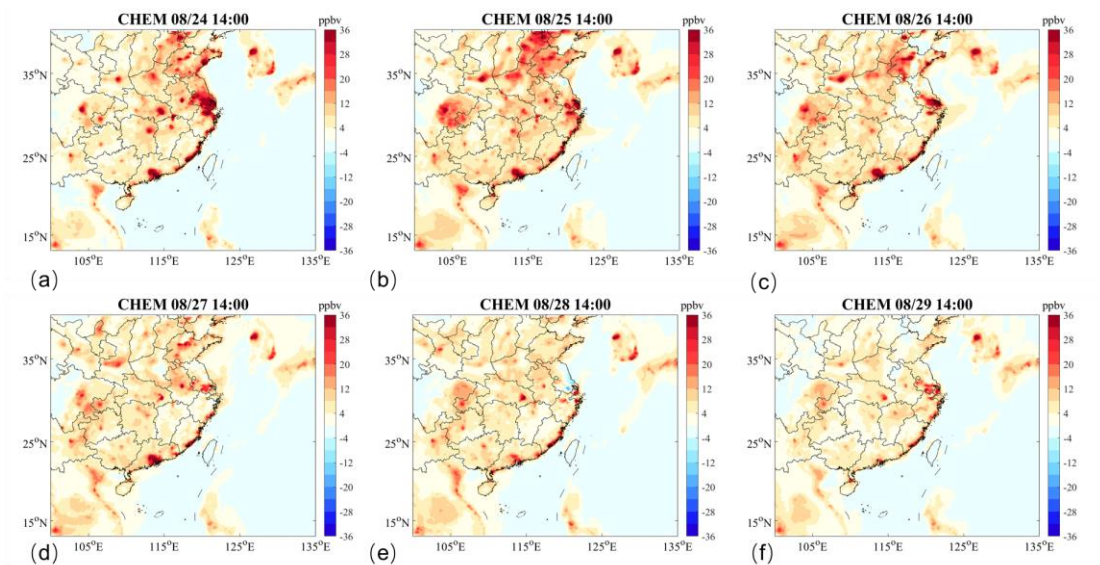 CHEM 08/24 14:00
ppbv
35°N
25°N
15°N
105°E
115°E
125°E
135°E
36
28
20
12
4
-4
-12
-20
-28
-36
(a)
CHEM 08/25 14:00
ppbv
35°N
25°N
15°N
105°E
115°E
125°E
135°E
36
28
20
12
4
-4
-12
-20
-28
-36
(b)
CHEM 08/26 14:00
ppbv
35°N
25°N
15°N
105°E
115°E
125°E
135°E
36
28
20
12
4
-4
-12
-20
-28
-36
(c)
CHEM 08/27 14:00
ppbv
35°N
25°N
15°N
105°E
115°E
125°E
135°E
36
28
20
12
4
-4
-12
-20
-28
-36
(d)
CHEM 08/28 14:00
ppbv
35°N
25°N
15°N
105°E
115°E
125°E
135°E
36
28
20
12
4
-4
-12
-20
-28
-36
(e)
CHEM 08/29 14:00
ppbv
35°N
25°N
15°N
105°E
115°E
125°E
135°E
36
28
20
12
4
-4
-12
-20
-28
-36
(f)